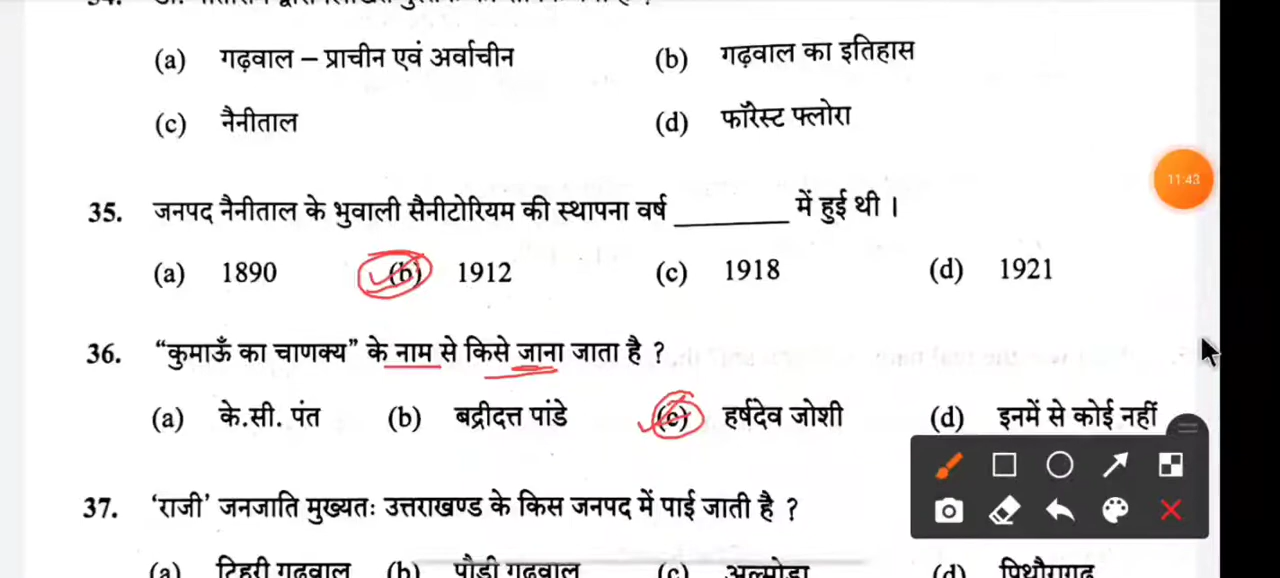 (a) गढ़वाल – प्राचीन एवं अर्वाचीन (b) गढ़वाल का इतिहास
(c) नैनीताल (d) फॉरेस्ट फ्लोरा
11:43
35. जनपद नैनीताल के भुवाली सैनीटोरियम की स्थापना वर्ष ________ में हुई थी ।
(a) 1890 (b) 1912 (c) 1918 (d) 1921
36. “कुमाऊँ का चाणक्य” के नाम से किसे जाना जाता है ?
(a) के.सी. पंत (b) बद्रीदत्त पांडे (c) हर्षदेव जोशी (d) इनमें से कोई नहीं
37. ‘राजी’ जनजाति मुख्यतः उत्तराखण्ड के किस जनपद में पाई जाती है ?
(a) टिहरी गढ़वाल (b) पौड़ी गढ़वाल (c) अल्मोड़ा (d) पिथौरागढ़